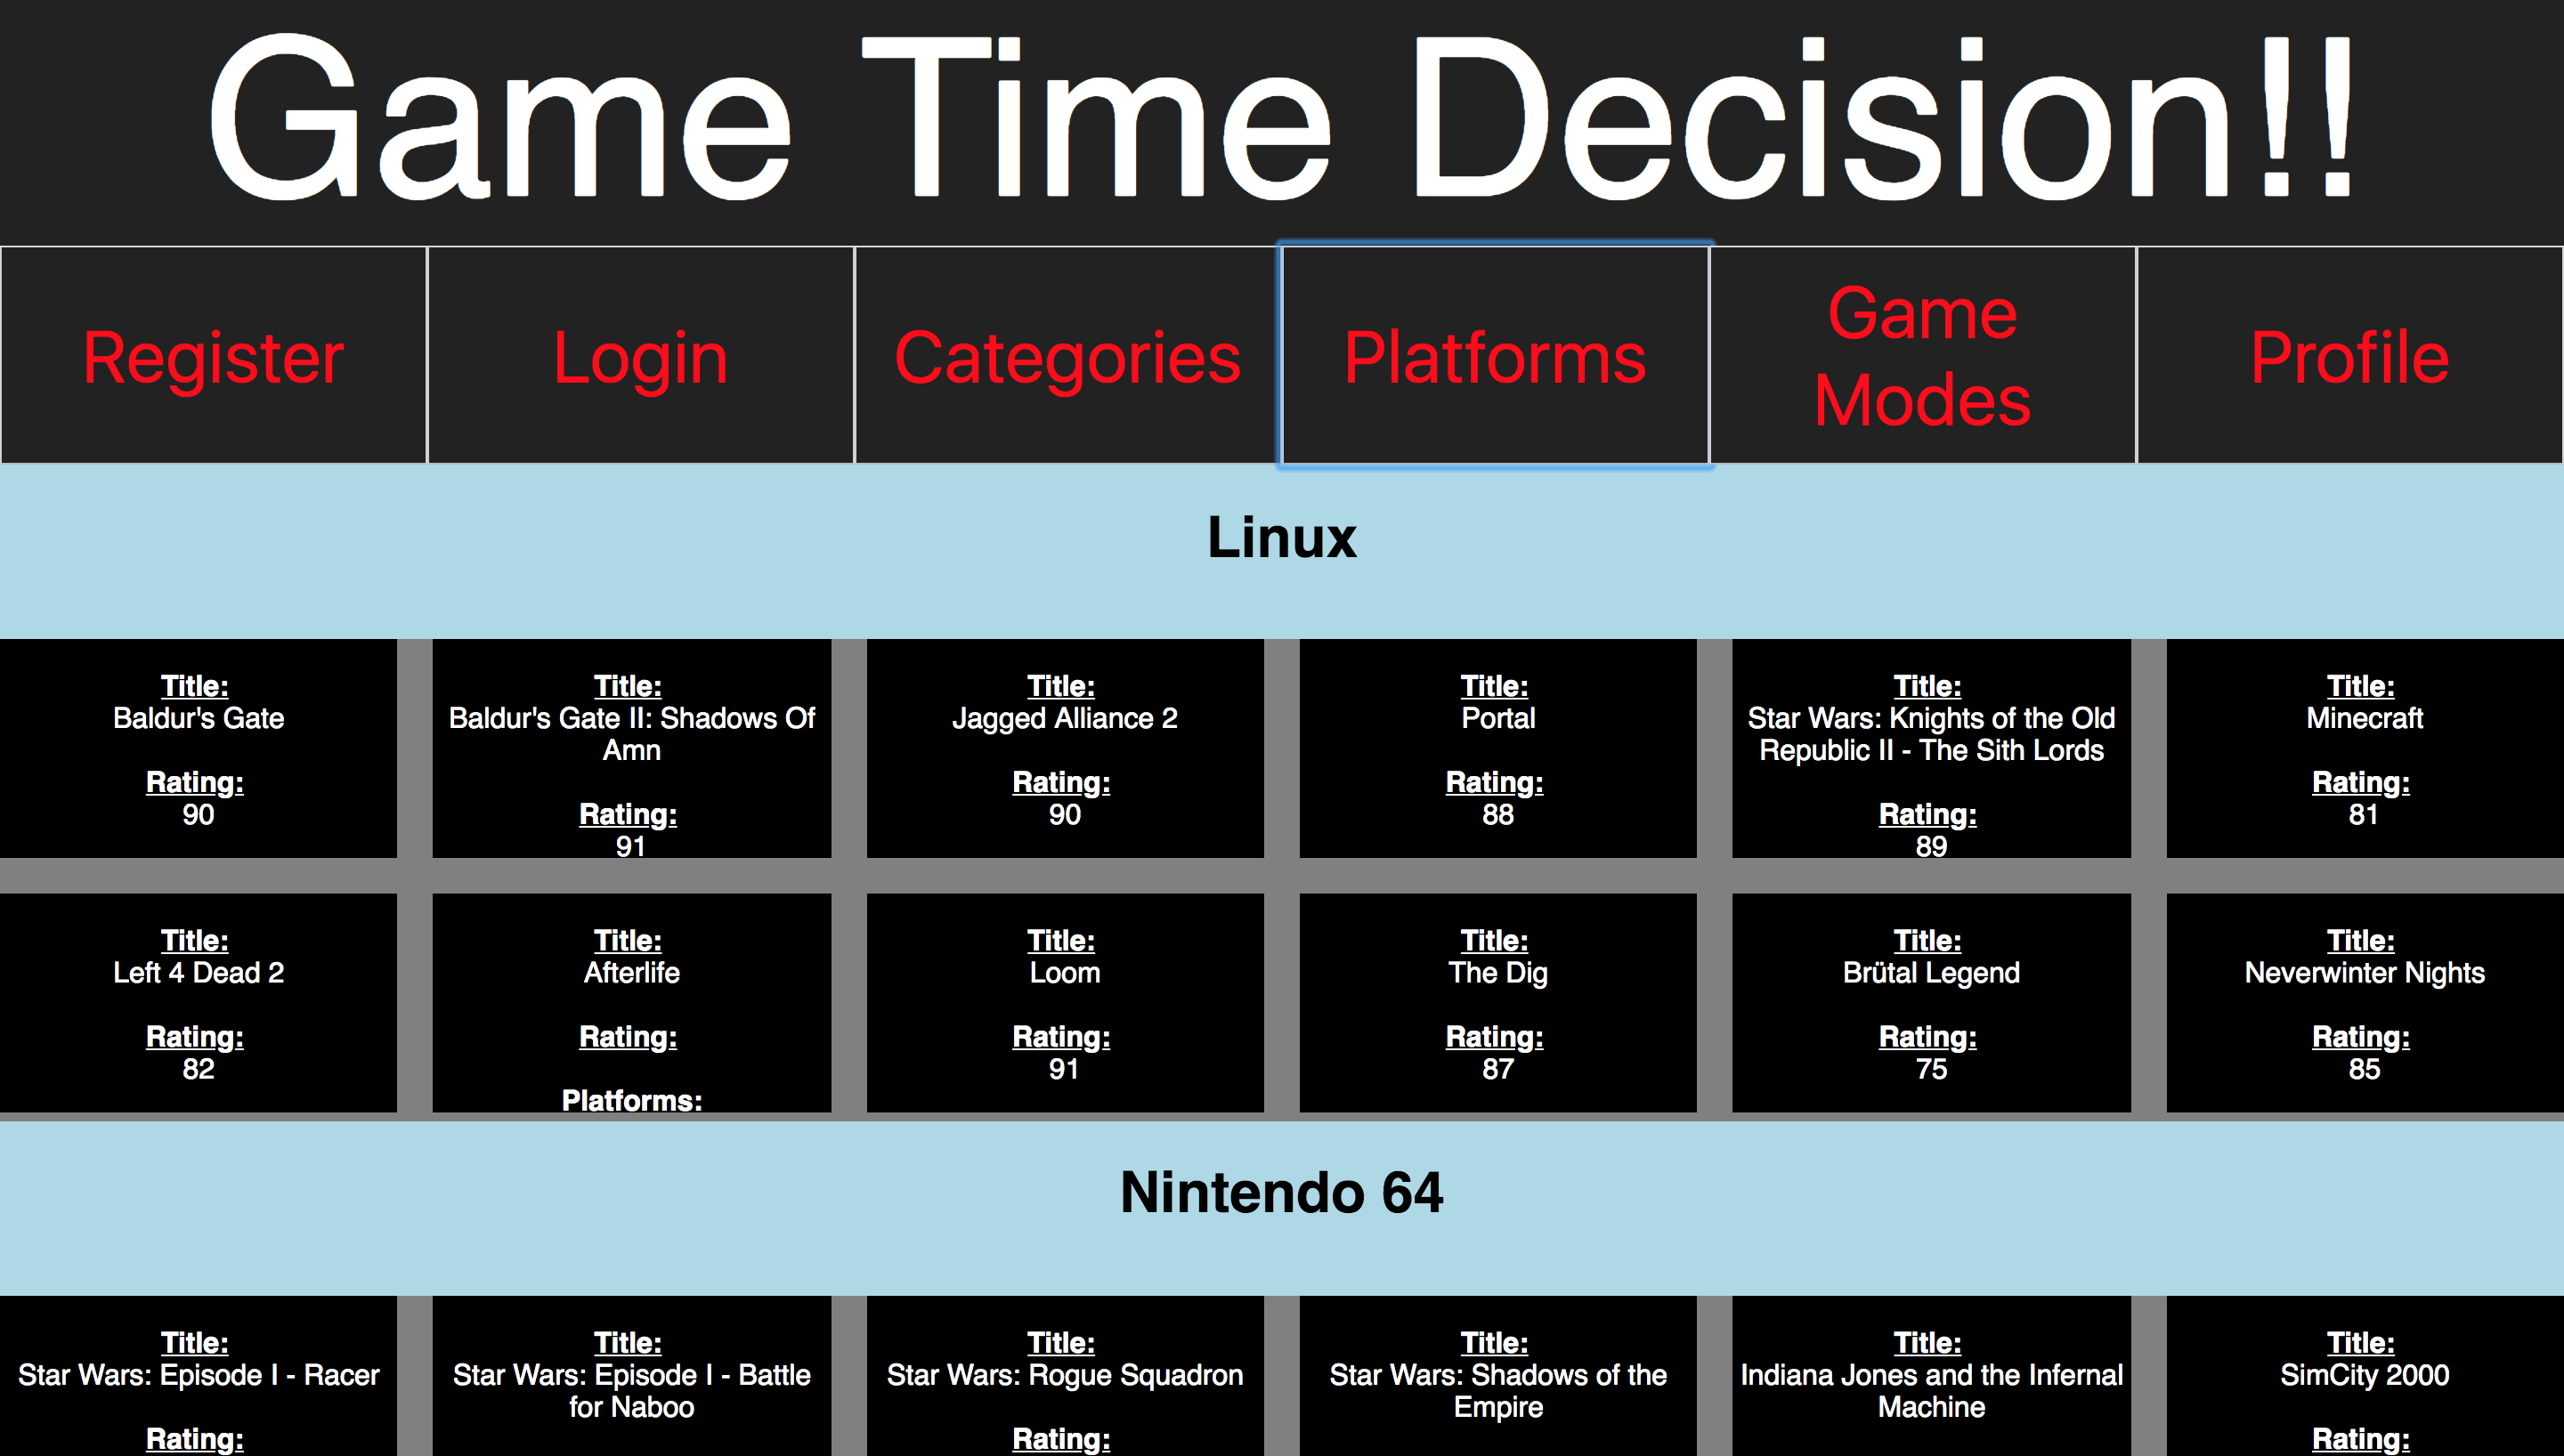 Game Time Decision!!
Register
Login
Categories
Platforms
Game
Modes
Profile
Linux
Title:
Baldur's Gate
Rating:
90
Title:
Baldur's Gate II: Shadows Of
Amn
Rating:
91
Title:
Jagged Alliance 2
Rating:
90
Title:
Portal
Rating:
88
Title:
Star Wars: Knights of the Old
Republic II - The Sith Lords
Rating:
89
Title:
Minecraft
Rating:
81
Title:
Left 4 Dead 2
Rating:
82
Title:
Afterlife
Rating:
Platforms:
Title:
Loom
Rating:
91
Title:
The Dig
Rating:
87
Title:
Brütal Legend
Rating:
75
Title:
Neverwinter Nights
Rating:
85
Nintendo 64
Title:
Star Wars: Episode I - Racer
Rating:
Title:
Star Wars: Episode I - Battle
for Naboo
Title:
Star Wars: Rogue Squadron
Rating:
Title:
Star Wars: Shadows of the
Empire
Title:
Indiana Jones and the Infernal
Machine
Title:
SimCity 2000
Rating: